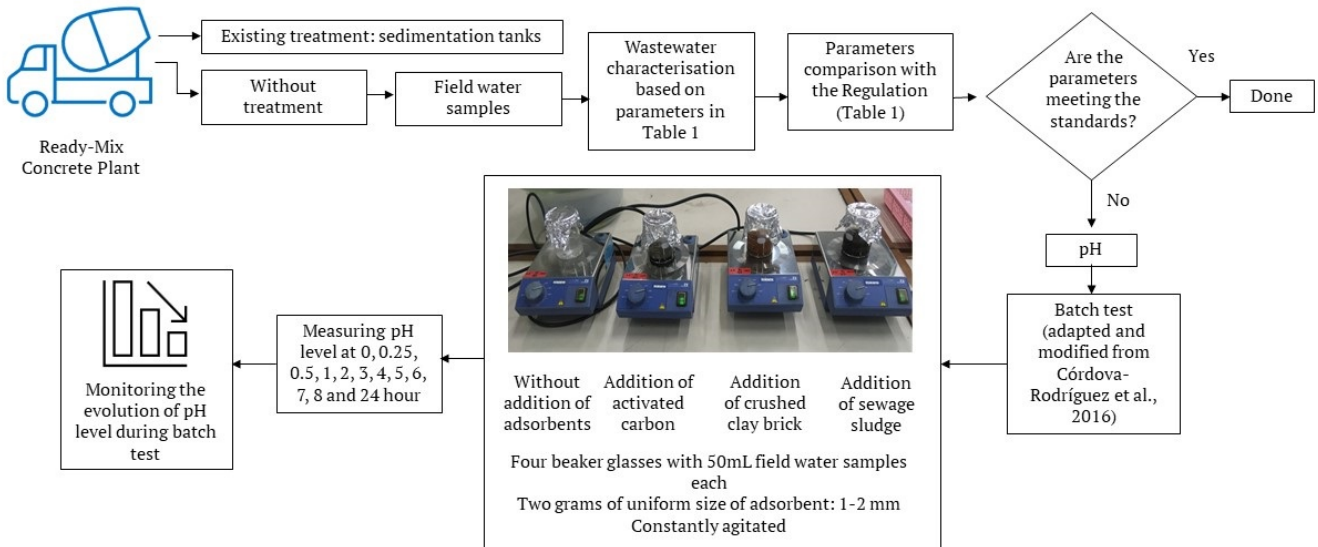 Ready-Mix
Concrete Plant
Existing treatment: sedimentation tanks
Without
treatment
Field water
samples
Wastewater
characterisation
based on
parameters in
Table 1
Parameters
comparison with
the Regulation
(Table 1)
Are the
parameters
meeting the
standards?
Yes
Done
No
pH
Batch test
(adapted and
modified from
Córdova-
Rodríguez et al.,
2016)
Without
addition of
adsorbents
Addition of
activated
carbon
Addition
of crushed
clay brick
Addition
of sewage
sludge
Four beaker glasses with 50mL field water samples
each
Two grams of uniform size of adsorbent: 1-2 mm
Constantly agitated
Measuring pH
level at 0, 0.25,
0.5, 1, 2, 3, 4, 5, 6,
7, 8 and 24 hour
Monitoring the
evolution of pH
level during batch
test